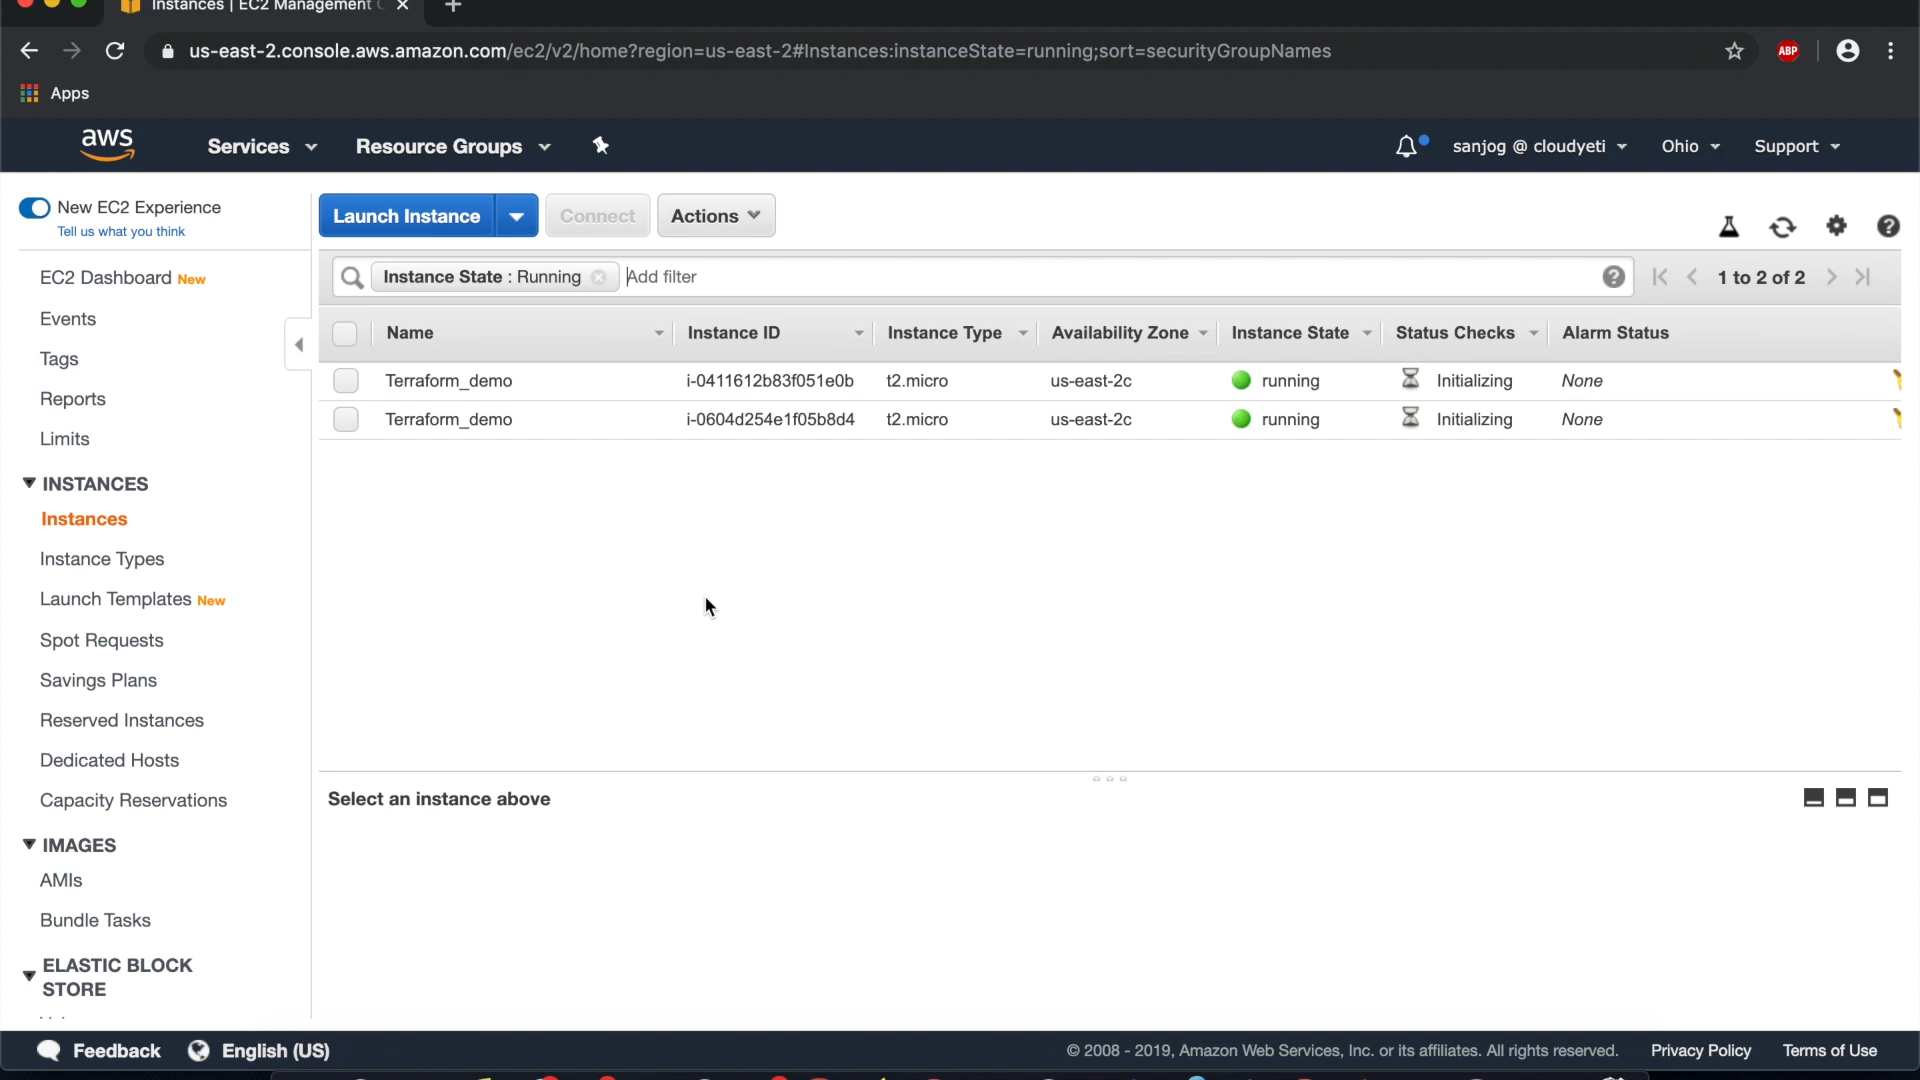 Instances | EC2 Management
us-east-2.console.aws.amazon.com/ec2/v2/home?region=us-east-2#Instances:instanceState=running;sort=securityGroupNames
ABP
Apps
aws
Services
Resource Groups
sanjog @ cloudyeti
Ohio
Support
New EC2 Experience
Tell us what you think
Launch Instance
Connect
Actions
EC2 Dashboard New
Events
Tags
Reports
Limits
INSTANCES
Instances
Instance Types
Launch Templates New
Spot Requests
Savings Plans
Reserved Instances
Dedicated Hosts
Capacity Reservations
IMAGES
AMIs
Bundle Tasks
ELASTIC BLOCK
STORE
Instance State : Running Add filter
1 to 2 of 2
Name Instance ID Instance Type Availability Zone Instance State Status Checks Alarm Status
Terraform_demo i-0411612b83f051e0b t2.micro us-east-2c running Initializing None
Terraform_demo i-0604d254e1f05b8d4 t2.micro us-east-2c running Initializing None
Select an instance above
Feedback
English (US)
© 2008 - 2019, Amazon Web Services, Inc. or its affiliates. All rights reserved.
Privacy Policy
Terms of Use